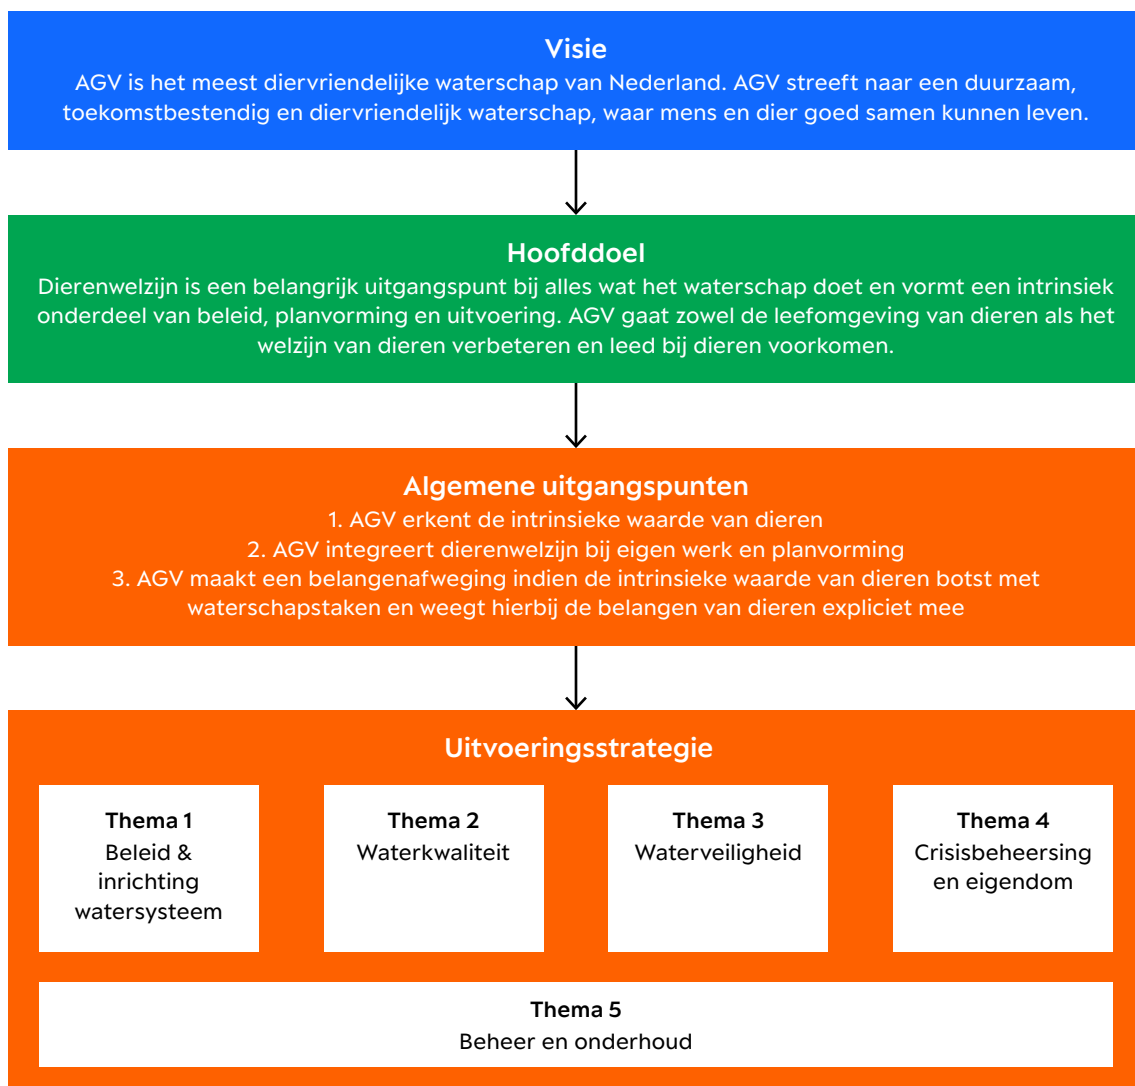 Visie
AGV is het meest diervriendelijke waterschap van Nederland. AGV streeft naar een duurzaam,
toekomstbestendig en diervriendelijk waterschap, waar mens en dier goed samen kunnen leven.
Hoofddoel
Dierenwelzijn is een belangrijk uitgangspunt bij alles wat het waterschap doet en vormt een intrinsiek
onderdeel van beleid, planvorming en uitvoering. AGV gaat zowel de leefomgeving van dieren als het
welzijn van dieren verbeteren en leed bij dieren voorkomen.
Algemene uitgangspunten
1. AGV erkent de intrinsieke waarde van dieren
2. AGV integreert dierenwelzijn bij eigen werk en planvorming
3. AGV maakt een belangenafweging indien de intrinsieke waarde van dieren botst met
waterschapstaken en weegt hierbij de belangen van dieren expliciet mee
Uitvoeringsstrategie
Thema 1
Beleid &
inrichting
watersysteem
Thema 2
Waterkwaliteit
Thema 3
Waterveiligheid
Thema 4
Crisisbeheersing
en eigendom
Thema 5
Beheer en onderhoud